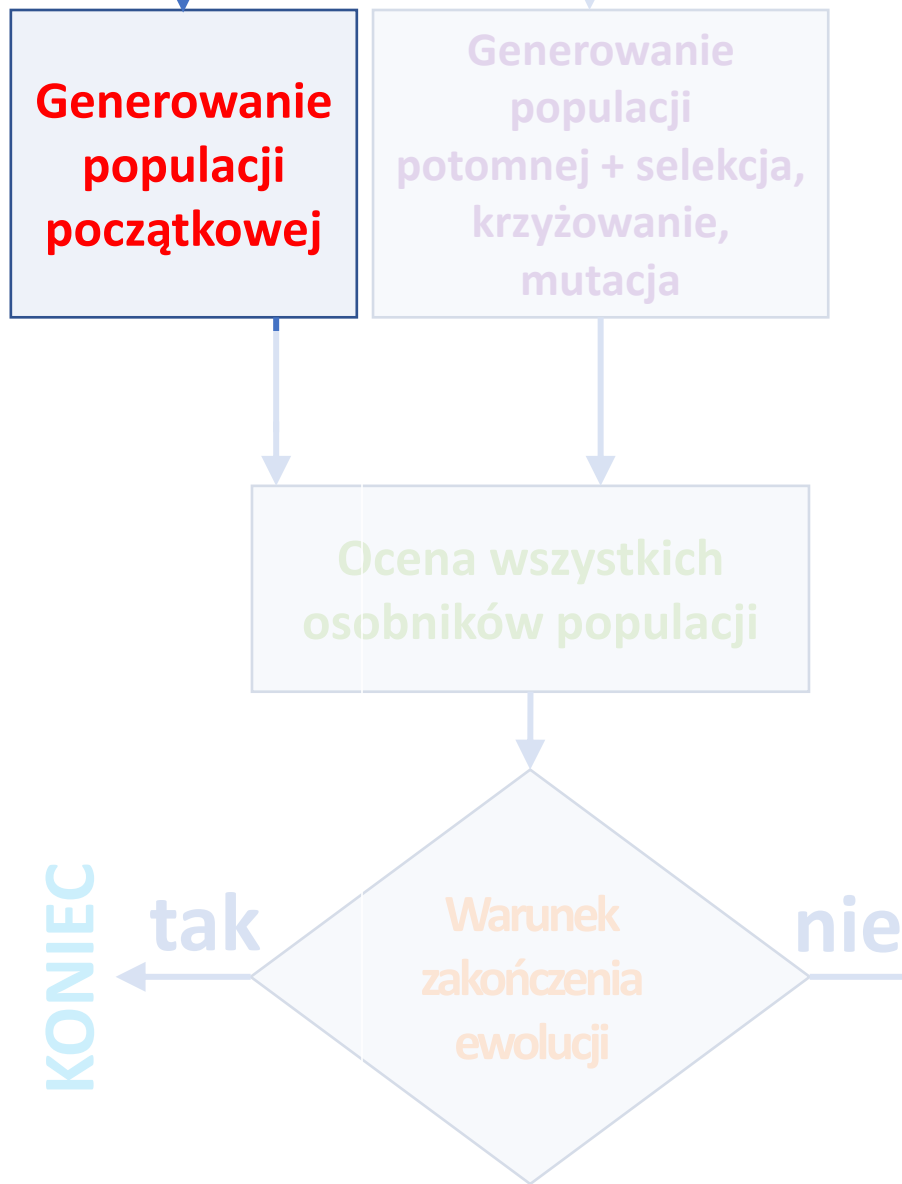 Generowanie
populacji
początkowej
Generowanie
populacji
potomnej + selekcja,
krzyżowanie,
mutacja
Ocena wszystkich
osobników populacji
Warunek
zakończenia
ewolucji
tak
nie
KONIEC